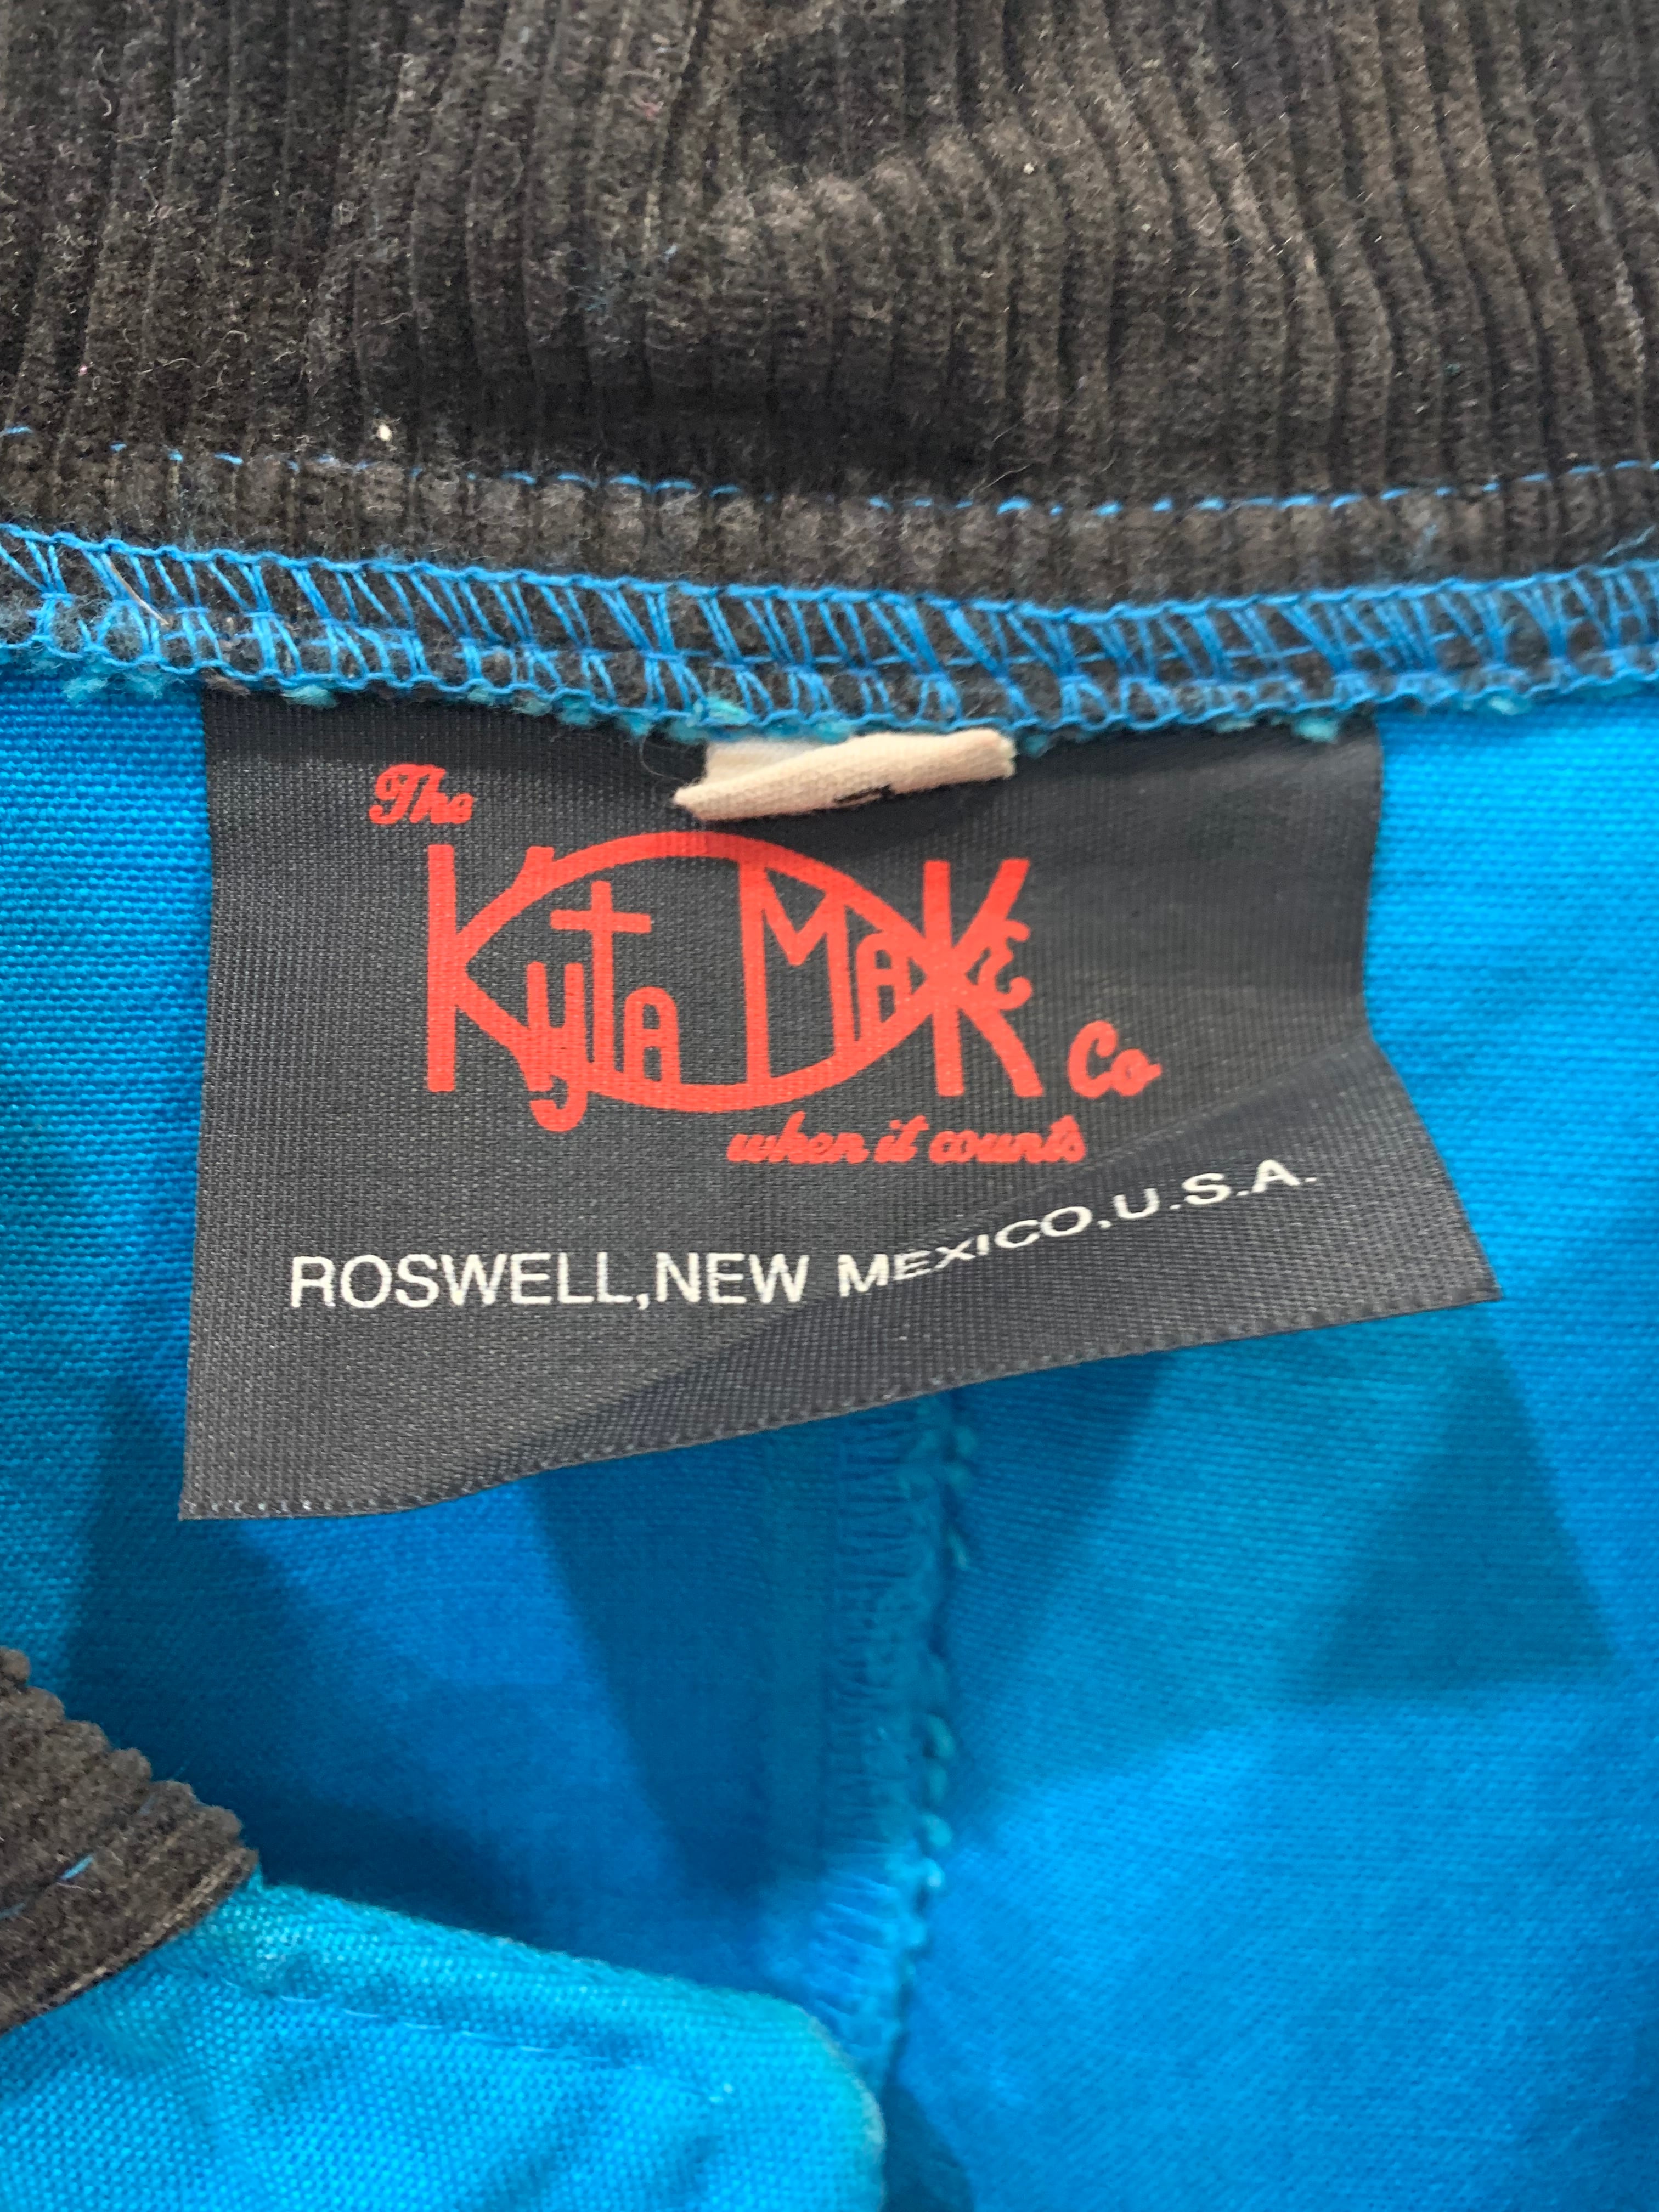 The
KyTA MAKE Co
when it counts
ROSWELL,NEW MEXICO.U.S.A.